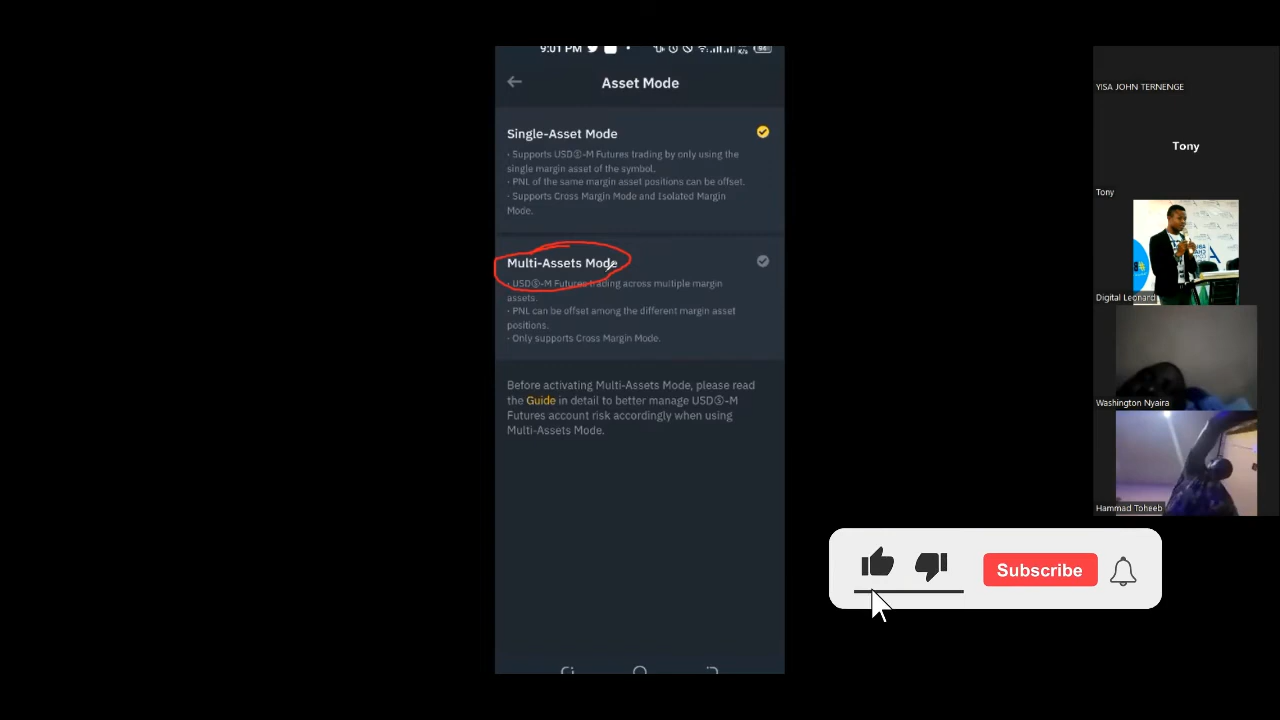 9:01 PM
94
Asset Mode
Single-Asset Mode
· Supports USDⓈ-M Futures trading by only using the
single margin asset of the symbol.
· PNL of the same margin asset positions can be offset.
· Supports Cross Margin Mode and Isolated Margin
Mode.
Multi-Assets Mode
· USDⓈ-M Futures trading across multiple margin
assets.
· PNL can be offset among the different margin asset
positions.
· Only supports Cross Margin Mode.
Before activating Multi-Assets Mode, please read
the Guide in detail to better manage USDⓈ-M
Futures account risk accordingly when using
Multi-Assets Mode.
YISA JOHN TERNENGE
Tony
Tony
Digital Leonard
Washington Nyaira
Hammad Toheeb
Subscribe